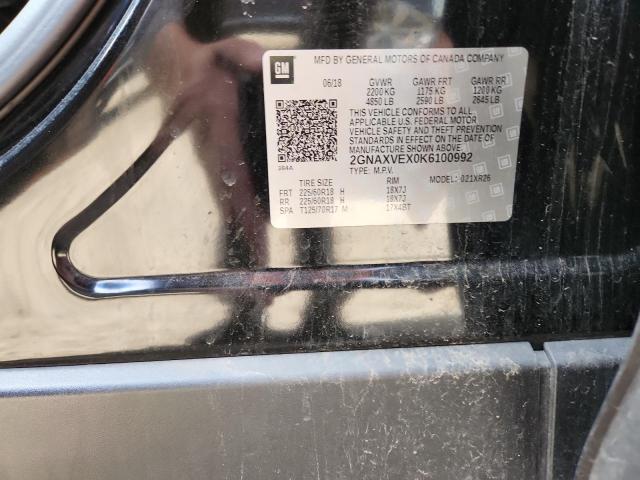 GM
MFD BY GENERAL MOTORS OF CANADA COMPANY
06/18 GVWR GAWR FRT GAWR RR
2200 KG 1175 KG 1200 KG
4850 LB 2590 LB 2645 LB
THIS VEHICLE CONFORMS TO ALL
APPLICABLE U.S. FEDERAL MOTOR
VEHICLE SAFETY AND THEFT PREVENTION
STANDARDS IN EFFECT ON THE DATE OF
MANUFACTURE SHOWN ABOVE.
2GNAXVEX0K6100992
TYPE: M.P.V.
TIRE SIZE RIM 021XR26
FRT 225/60R18 H 18X7J
RR 225/60R18 H 18X7J
SPA T125/70R17 M 17X4BT